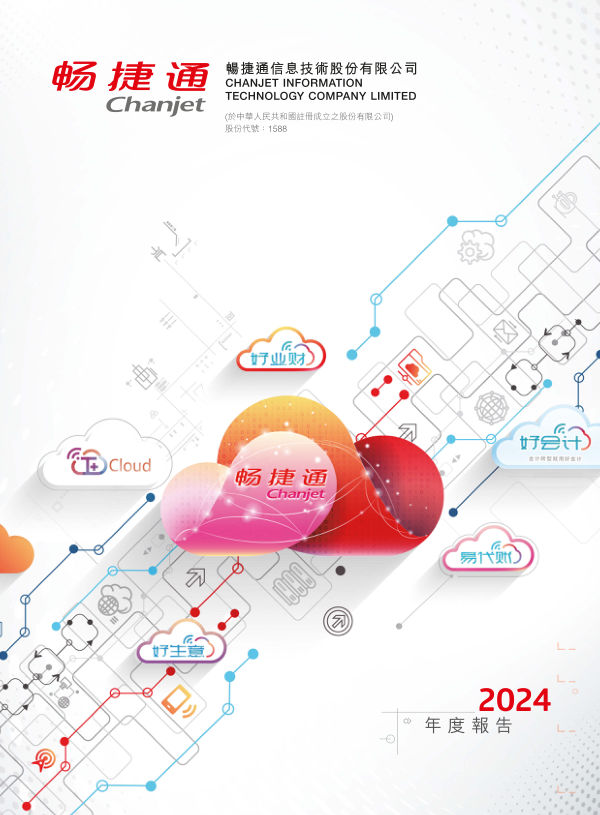 畅捷通
Chanjet
暢捷通信息技術股份有限公司
CHANJET INFORMATION
TECHNOLOGY COMPANY LIMITED
(於中華人民共和國註冊成立之股份有限公司)
股份代號：1588
好业财
T+ Cloud
畅捷通
Chanjet
好会计
易代账
好生意
2024
年度報告